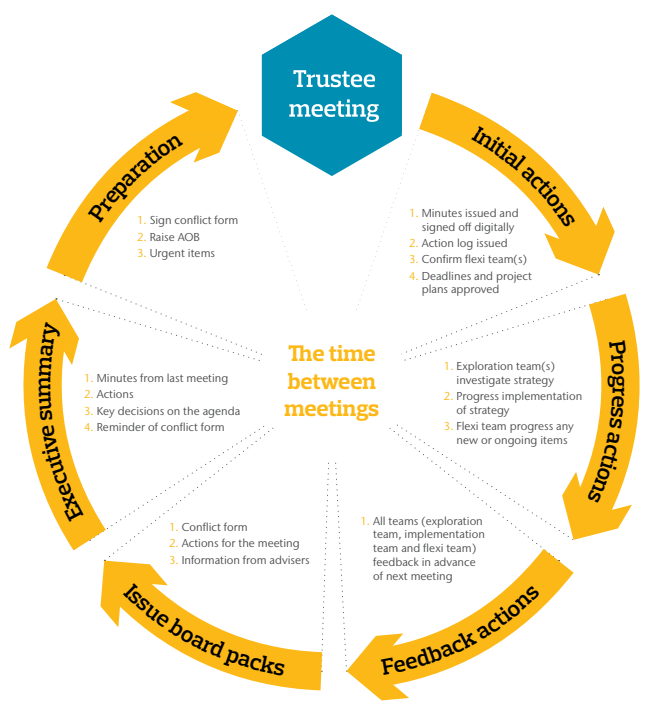 Trustee
meeting
Initial actions
1. Minutes issued and
signed off digitally
2. Action log issued
3. Confirm flexi team(s)
4. Deadlines and project
plans approved
Progress actions
1. Exploration team(s)
investigate strategy
2. Progress implementation
of strategy
3. Flexi team progress any
new or ongoing items
Feedback actions
1. All teams (exploration
team, implementation
team and flexi team)
feedback in advance
of next meeting
Issue board packs
1. Conflict form
2. Actions for the meeting
3. Information from advisers
Executive summary
1. Minutes from last meeting
2. Actions
3. Key decisions on the agenda
4. Reminder of conflict form
Preparation
1. Sign conflict form
2. Raise AOB
3. Urgent items
The time
between
meetings